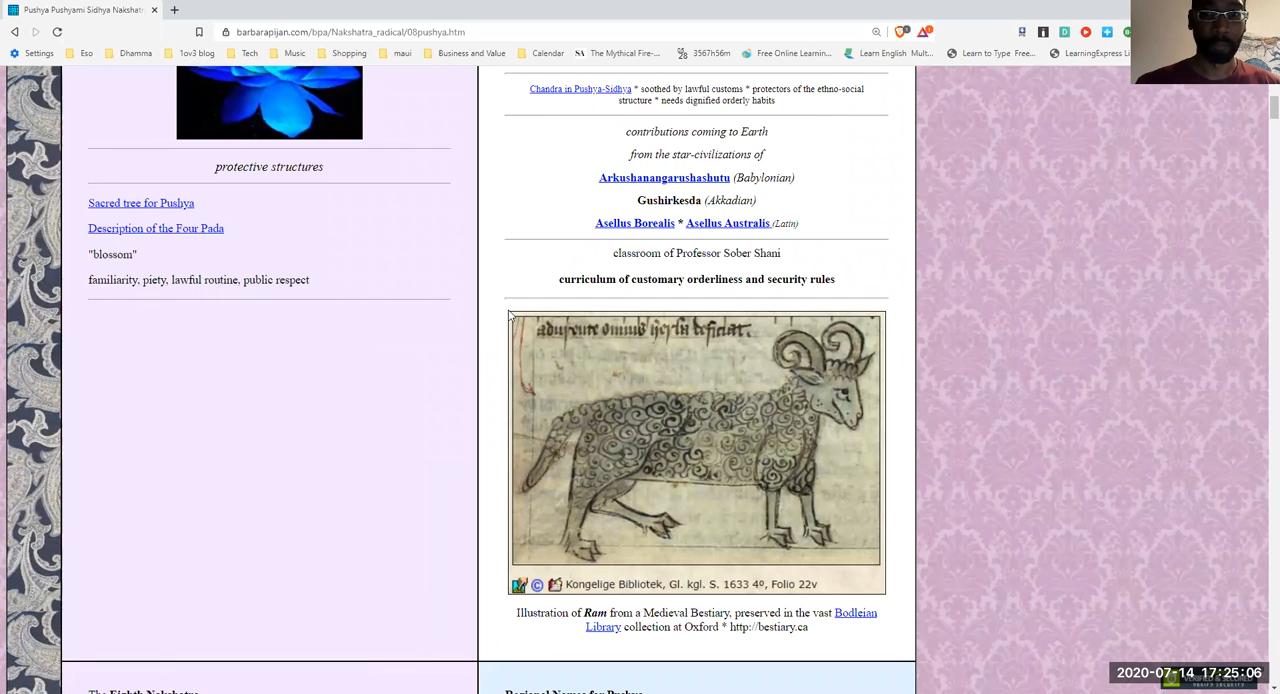 Pushya Pushyami Sidhya Nakshat
barbarapijan.com/bpa/Nakshatra_radical/08pushya.htm
Settings Eso Dhamma 1ov3 blog Tech Music Shopping maui Business and Value Calendar SA The Mythical Fire-... 3567h56m Free Online Learnin... Learn English Mult... Learn to Type Free... LearningExpress Li
protective structures
Sacred tree for Pushya
Description of the Four Pada
"blossom"
familiarity, piety, lawful routine, public respect
The Eighth Nakshatra
Chandra in Pushya-Sidhya * soothed by lawful customs * protectors of the ethno-social
structure * needs dignified orderly habits
contributions coming to Earth
from the star-civilizations of
Arkushanangarushashutu (Babylonian)
Gushirkesda (Akkadian)
Asellus Borealis * Asellus Australis (Latin)
classroom of Professor Sober Shani
curriculum of customary orderliness and security rules
Kongelige Bibliotek, Gl. kgl. S. 1633 4º, Folio 22v
Illustration of Ram from a Medieval Bestiary, preserved in the vast Bodleian
Library collection at Oxford * http://bestiary.ca
Regional Names for Pushya
2020-07-14 17:25:06